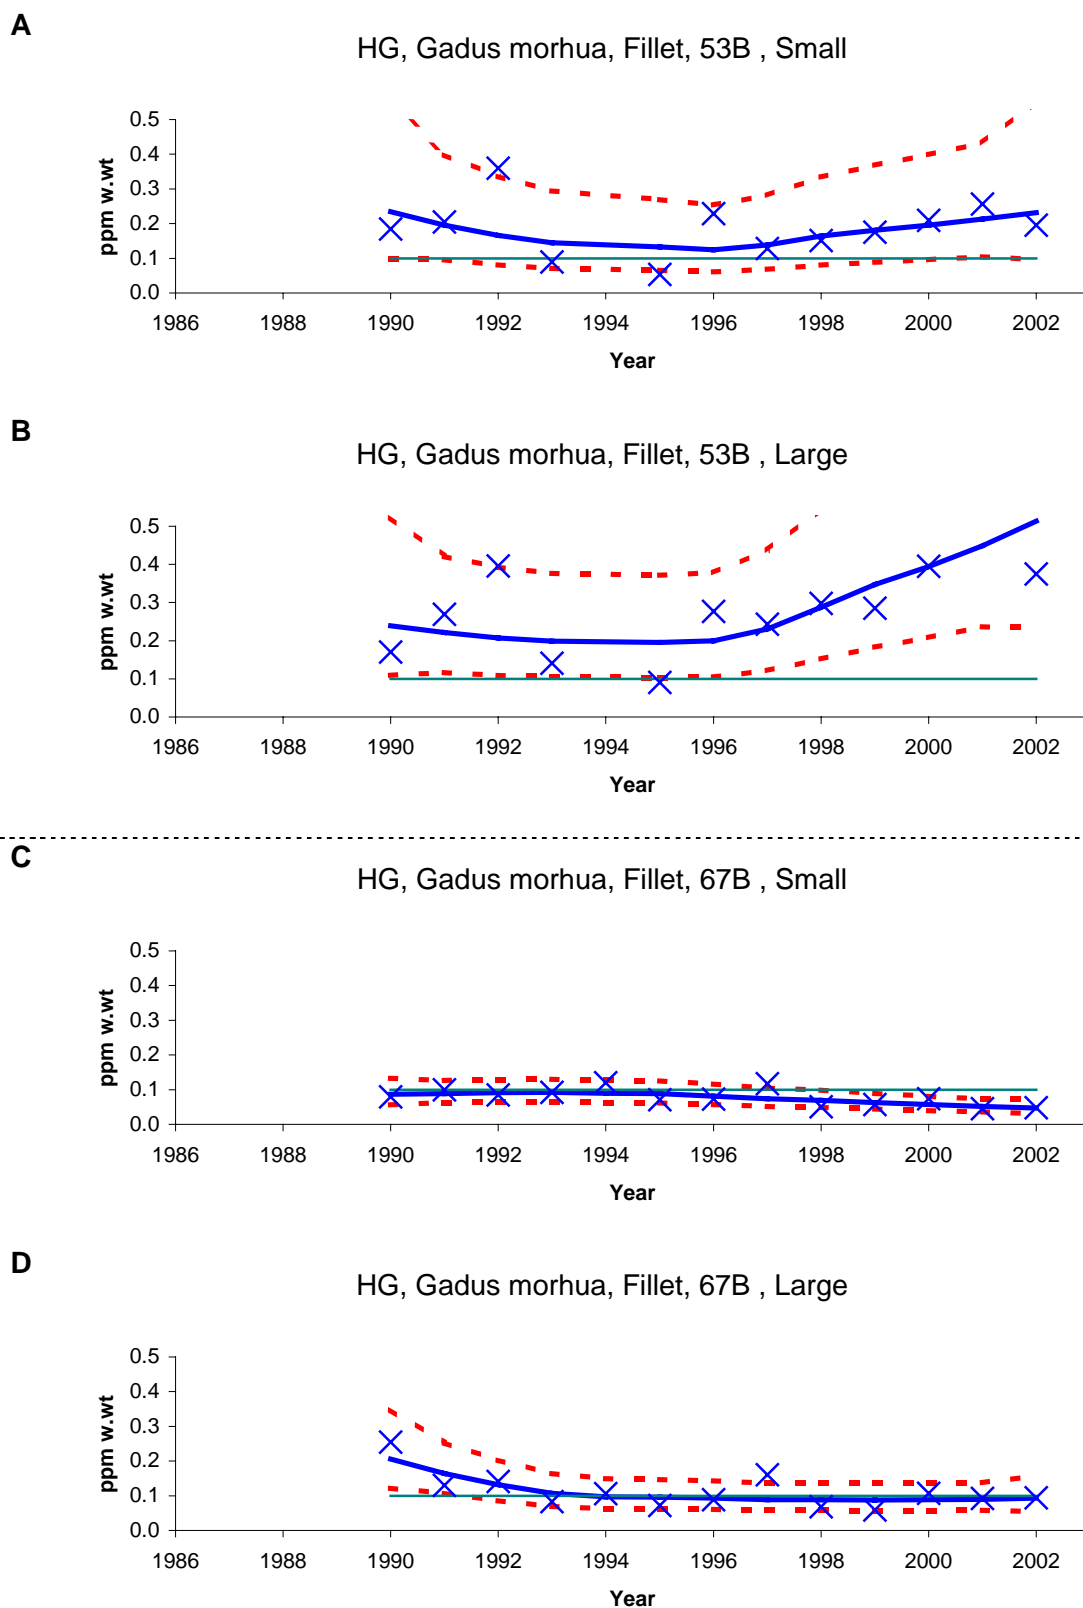 A
HG, Gadus morhua, Fillet, 53B , Small
ppm w.wt
0.5
0.4
0.3
0.2
0.1
0.0
1986 1988 1990 1992 1994 1996 1998 2000 2002
Year
B
HG, Gadus morhua, Fillet, 53B , Large
ppm w.wt
0.5
0.4
0.3
0.2
0.1
0.0
1986 1988 1990 1992 1994 1996 1998 2000 2002
Year
C
HG, Gadus morhua, Fillet, 67B , Small
ppm w.wt
0.5
0.4
0.3
0.2
0.1
0.0
1986 1988 1990 1992 1994 1996 1998 2000 2002
Year
D
HG, Gadus morhua, Fillet, 67B , Large
ppm w.wt
0.5
0.4
0.3
0.2
0.1
0.0
1986 1988 1990 1992 1994 1996 1998 2000 2002
Year